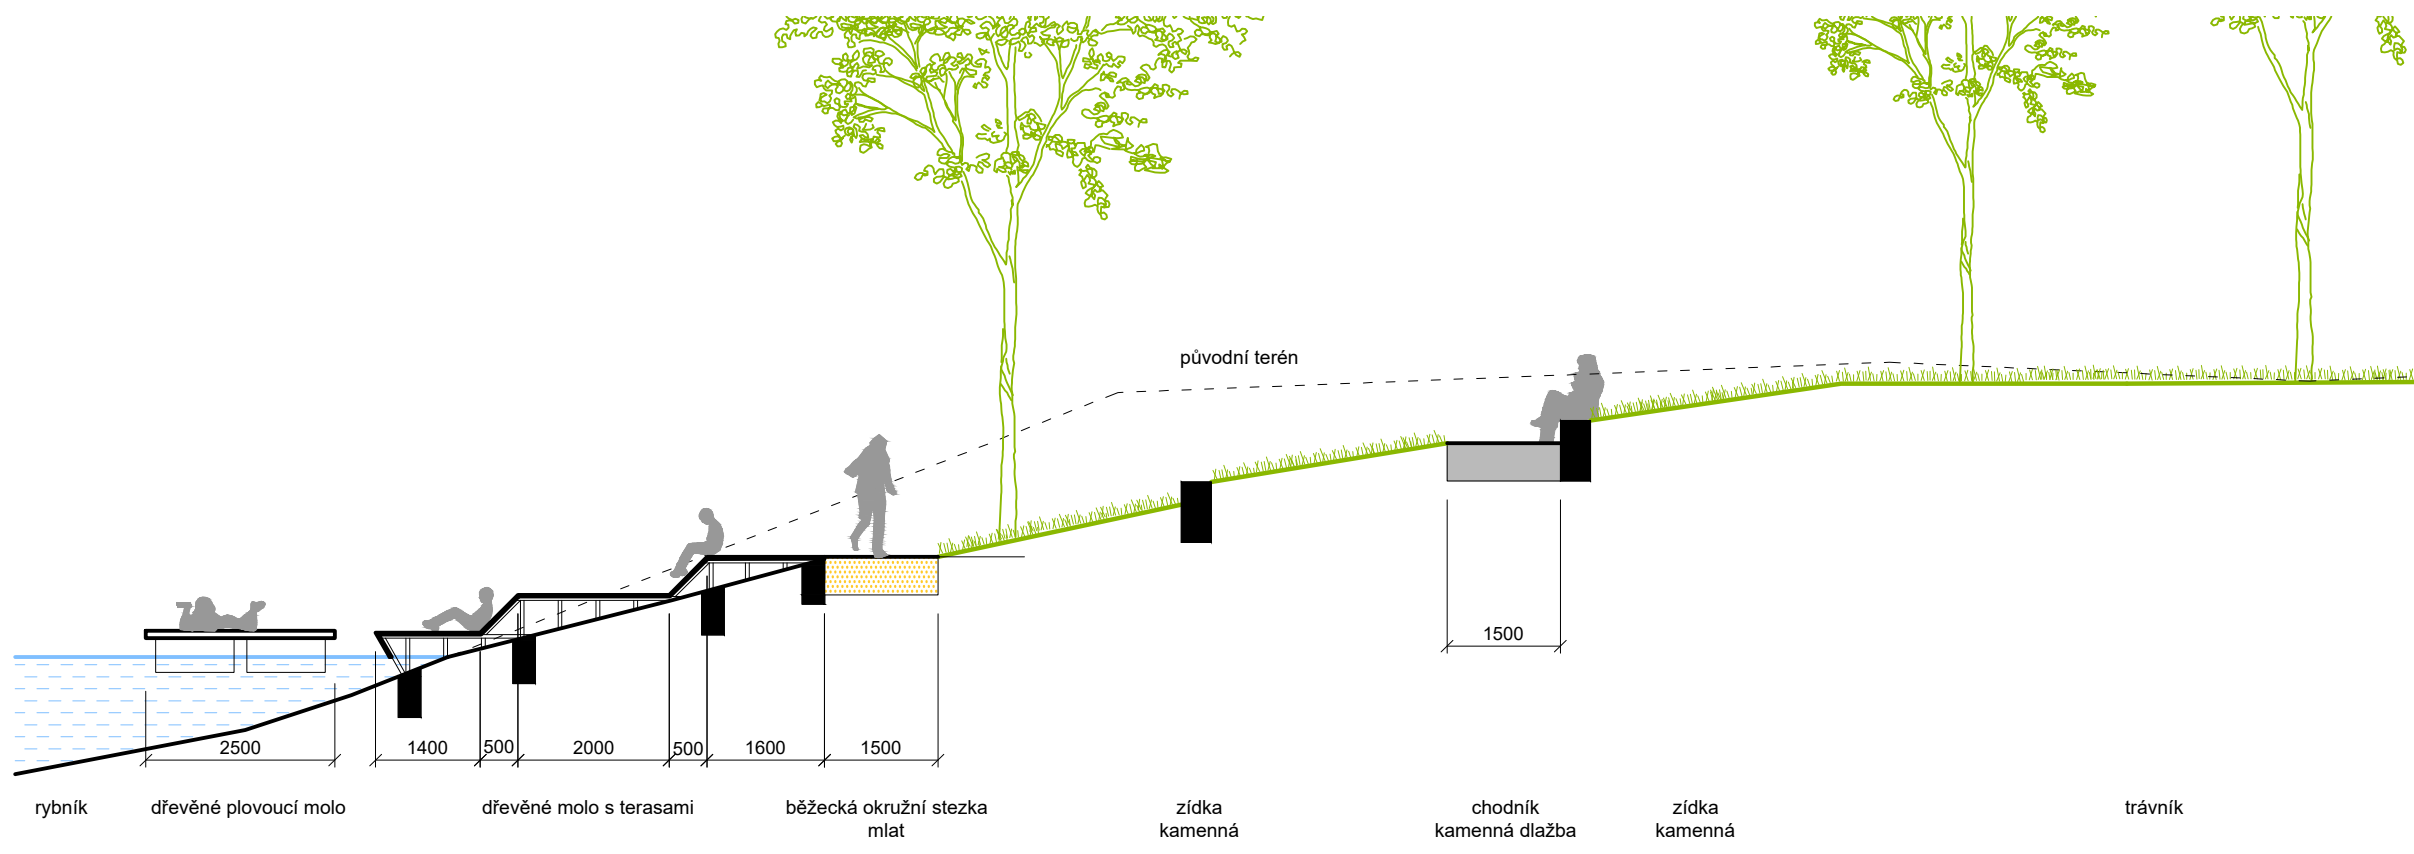 původní terén
1500
2500
1400
500
2000
500
1600
1500
rybník
dřevěné plovoucí molo
dřevěné molo s terasami
běžecká okružní stezka
mlat
zídka
kamenná
chodník
kamenná dlažba
zídka
kamenná
trávník